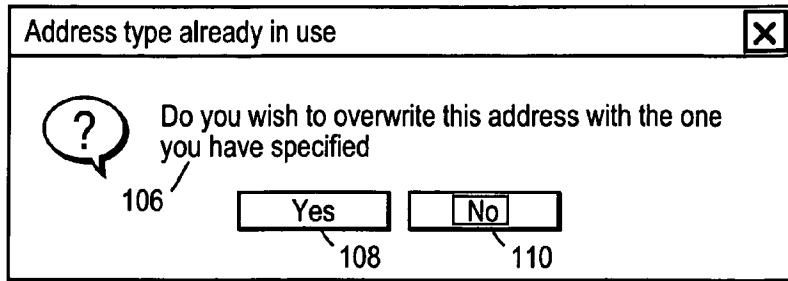 Address type already in use X
? Do you wish to overwrite this address with the one
you have specified
106
Yes No
108 110